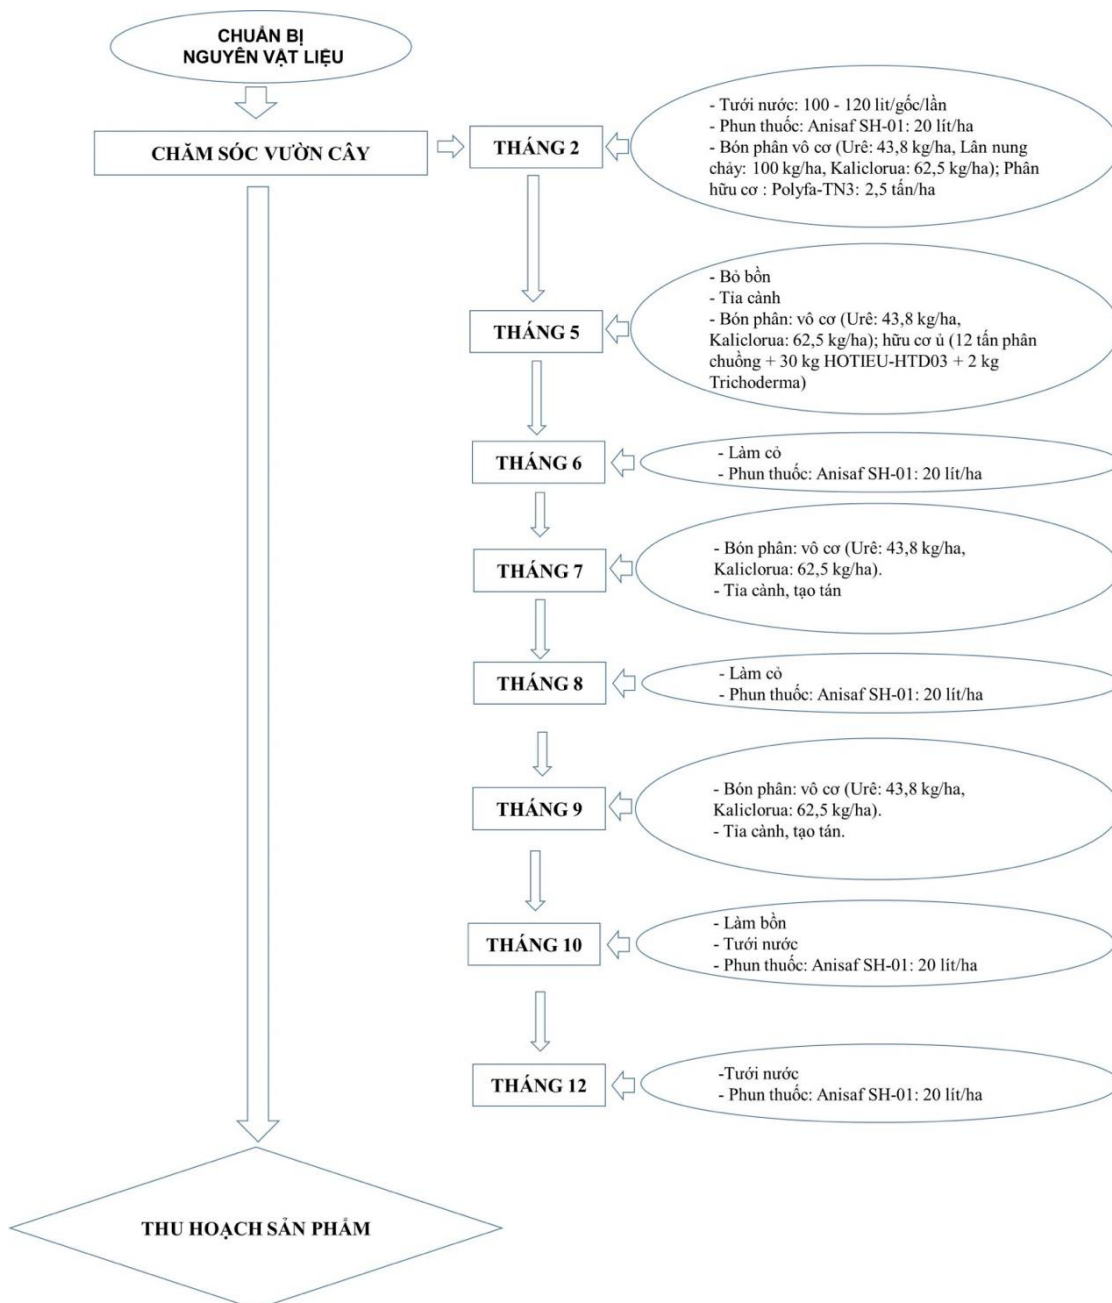 CHUẨN BỊ
NGUYÊN VẬT LIỆU
CHĂM SÓC VƯỜN CÂY
THÁNG 2
- Tưới nước: 100 - 120 lit/gốc/lần
- Phun thuốc: Anisaf SH-01: 20 lít/ha
- Bón phân vô cơ (Urê: 43,8 kg/ha, Lân nung
chảy: 100 kg/ha, Kaliclorua: 62,5 kg/ha); Phân
hữu cơ : Polyfa-TN3: 2,5 tấn/ha
THÁNG 5
- Bỏ bồn
- Tỉa cành
- Bón phân: vô cơ (Urê: 43,8 kg/ha,
Kaliclorua: 62,5 kg/ha); hữu cơ ủ (12 tấn phân
chuồng + 30 kg HOTIEU-HTD03 + 2 kg
Trichoderma)
THÁNG 6
- Làm cỏ
- Phun thuốc: Anisaf SH-01: 20 lít/ha
THÁNG 7
- Bón phân: vô cơ (Urê: 43,8 kg/ha,
Kaliclorua: 62,5 kg/ha).
- Tỉa cành, tạo tán
THÁNG 8
- Làm cỏ
- Phun thuốc: Anisaf SH-01: 20 lít/ha
THÁNG 9
- Bón phân: vô cơ (Urê: 43,8 kg/ha,
Kaliclorua: 62,5 kg/ha).
- Tỉa cành, tạo tán.
THÁNG 10
- Làm bồn
- Tưới nước
- Phun thuốc: Anisaf SH-01: 20 lít/ha
THÁNG 12
-Tưới nước
- Phun thuốc: Anisaf SH-01: 20 lít/ha
THU HOẠCH SẢN PHẨM